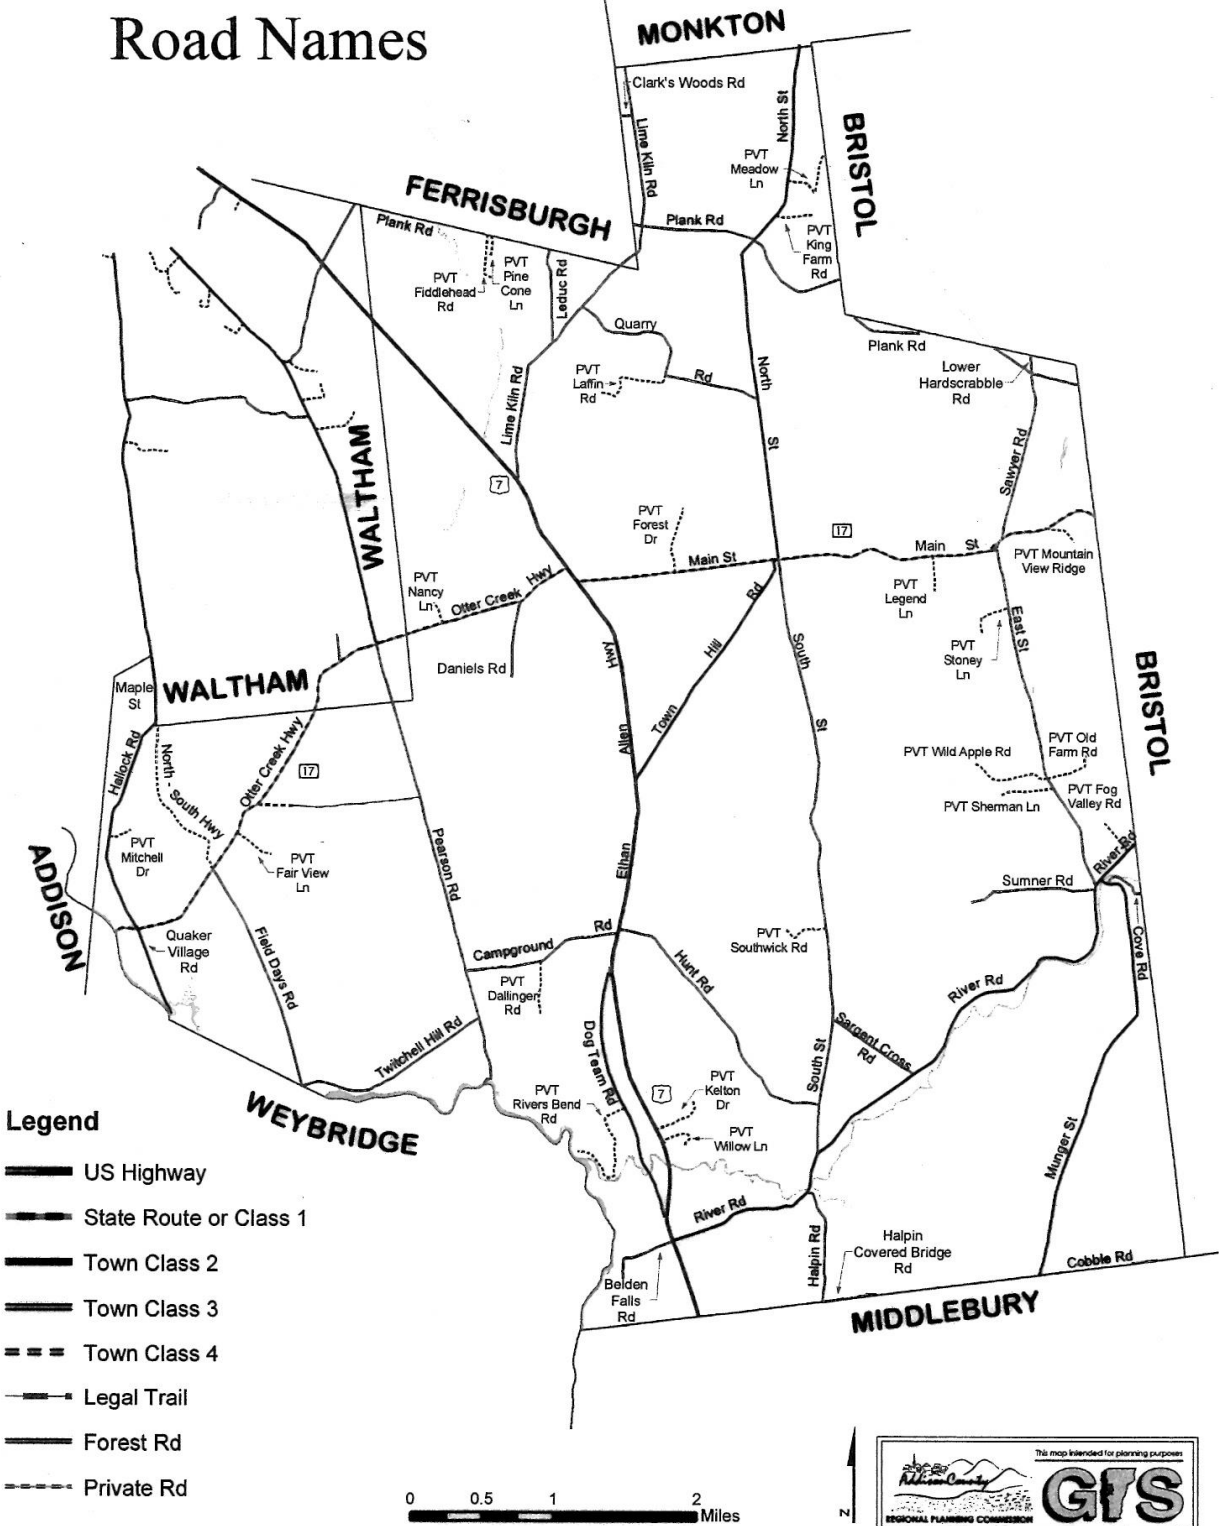 Road Names
MONKTON
Clark's Woods Rd
North St
Lime Kiln Rd
BRISTOL
PVT
Meadow
Ln
FERRISBURGH
Plank Rd
Plank Rd
PVT
King
Farm
Rd
PVT
Fiddlehead
Rd
PVT
Pine
Cone
Ln
Leduc Rd
Quarry
Rd
Plank Rd
Lower
Hardscrabble
Rd
PVT
Laffin
Rd
North
St
Lime Kiln Rd
WALTHAM
Sawyer Rd
7
PVT
Forest
Dr
17
Main St
Main St
PVT Mountain
View Ridge
PVT
Nancy
Ln
Otter Creek Hwy
PVT
Legend
Ln
Rd
East St
Hwy
Hill
South
PVT
Stoney
Ln
Daniels Rd
BRISTOL
Maple
St
WALTHAM
Town
St
Allen
Hallock Rd
North - South Hwy
Otter Creek Hwy
17
PVT Wild Apple Rd
PVT Old
Farm Rd
PVT Sherman Ln
PVT Fog
Valley Rd
PVT
Mitchell
Dr
PVT
Fair View
Ln
Pearson Rd
Ethan
River Rd
ADDISON
Sumner Rd
Quaker
Village
Rd
Field Days Rd
Campground Rd
PVT
Southwick Rd
Cove Rd
PVT
Dallinger
Rd
Hunt Rd
River Rd
Twitchell Hill Rd
Dog Team Rd
South St
Sargent Cross
Rd
PVT
Rivers Bend
Rd
7
PVT
Kelton
Dr
PVT
Willow Ln
WEYBRIDGE
Munger St
River Rd
Halpin Rd
Halpin
Covered Bridge
Rd
Cobble Rd
Belden
Falls
Rd
MIDDLEBURY
Legend
US Highway
State Route or Class 1
Town Class 2
Town Class 3
Town Class 4
Legal Trail
Forest Rd
Private Rd
0 0.5 1 2
Miles
N
This map intended for planning purposes
Addison County
REGIONAL PLANNING COMMISSION
GIS